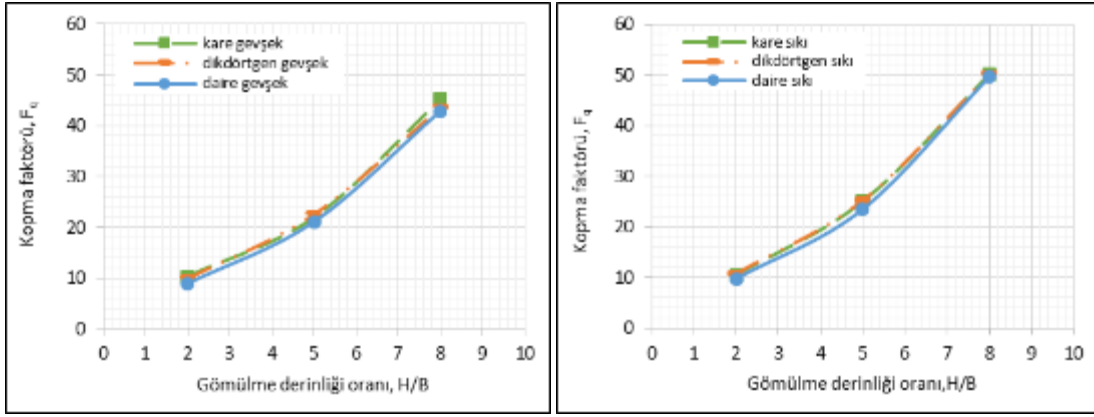 60
50
40
30
20
10
0
kare gevşek
dikdörtgen gevşek
daire gevşek
Kopma faktörü, Fq
0 1 2 3 4 5 6 7 8 9 10
Gömülme derinliği oranı, H/B
60
50
40
30
20
10
0
kare sıkı
dikdörtgen sıkı
daire sıkı
Kopma faktörü, Fq
0 1 2 3 4 5 6 7 8 9 10
Gömülme derinliği oranı,H/B